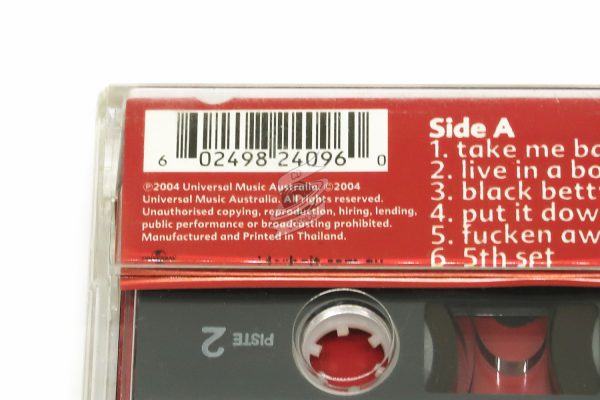 6 02498 24096 0
℗2004 Universal Music Australia. ©2004
Universal Music Australia. All rights reserved.
Unauthorised copying, reproduction, hiring, lending,
public performance or broadcasting prohibited.
Manufactured and Printed in Thailand.
Side A
1. take me ba
2. live in a bo
3. black bett
4. put it dow
5. fucken aw
6 5th set
PISTE 2